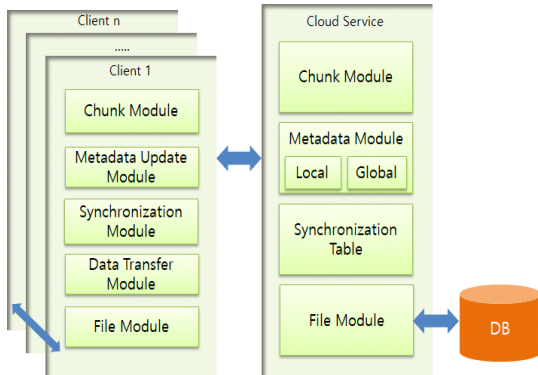 Client n
.....
Client 1
Chunk Module
Metadata Update
Module
Synchronization
Module
Data Transfer
Module
File Module
Cloud Service
Chunk Module
Metadata Module
Local
Global
Synchronization
Table
File Module
DB